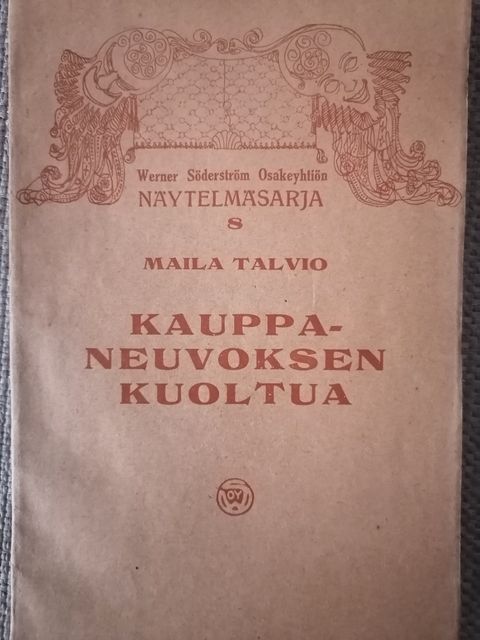 Werner Söderström Osakeyhtiön
NÄYTELMÄSARJA
8
MAILA TALVIO
KAUPPA-
NEUVOKSEN
KUOLTUA